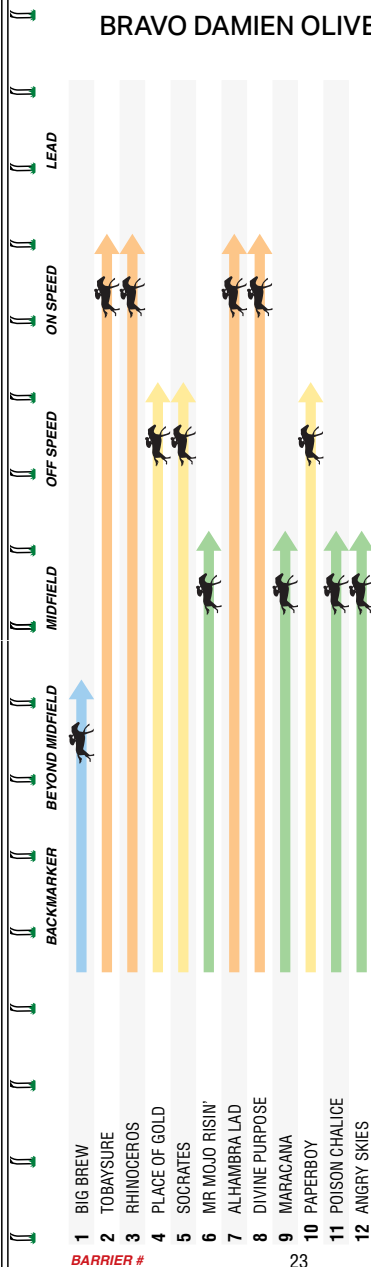 BRAVO DAMIEN OLIVE
LEAD
ON SPEED
OFF SPEED
MIDFIELD
BEYOND MIDFIELD
BACKMARKER
1 BIG BREW
2 TOBAYSURE
3 RHINOCEROS
4 PLACE OF GOLD
5 SOCRATES
6 MR MOJO RISIN'
7 ALHAMBRA LAD
8 DIVINE PURPOSE
9 MARACANA
10 PAPERBOY
11 POISON CHALICE
12 ANGRY SKIES
BARRIER #
23